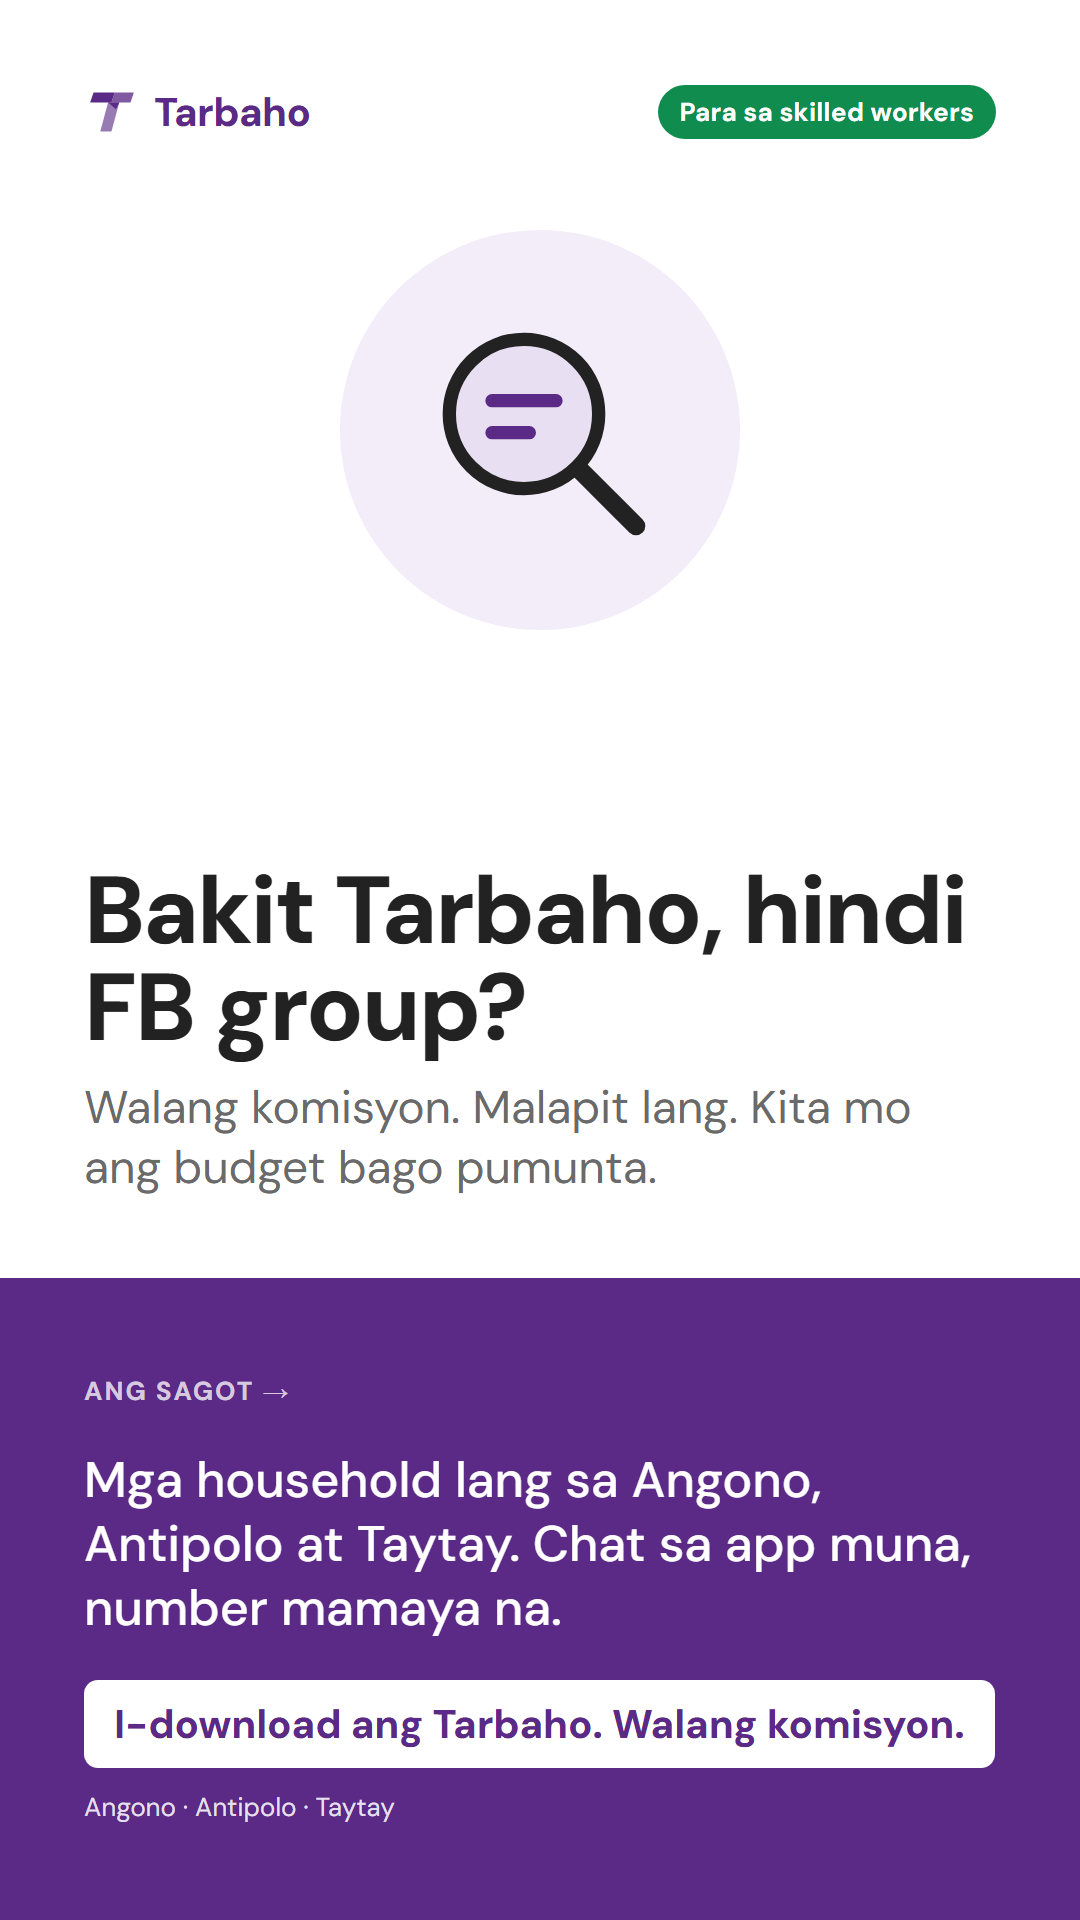 Tarbaho
Para sa skilled workers
Bakit Tarbaho, hindi
FB group?
Walang komisyon. Malapit lang. Kita mo
ang budget bago pumunta.
ANG SAGOT →
Mga household lang sa Angono,
Antipolo at Taytay. Chat sa app muna,
number mamaya na.
I-download ang Tarbaho. Walang komisyon.
Angono · Antipolo · Taytay